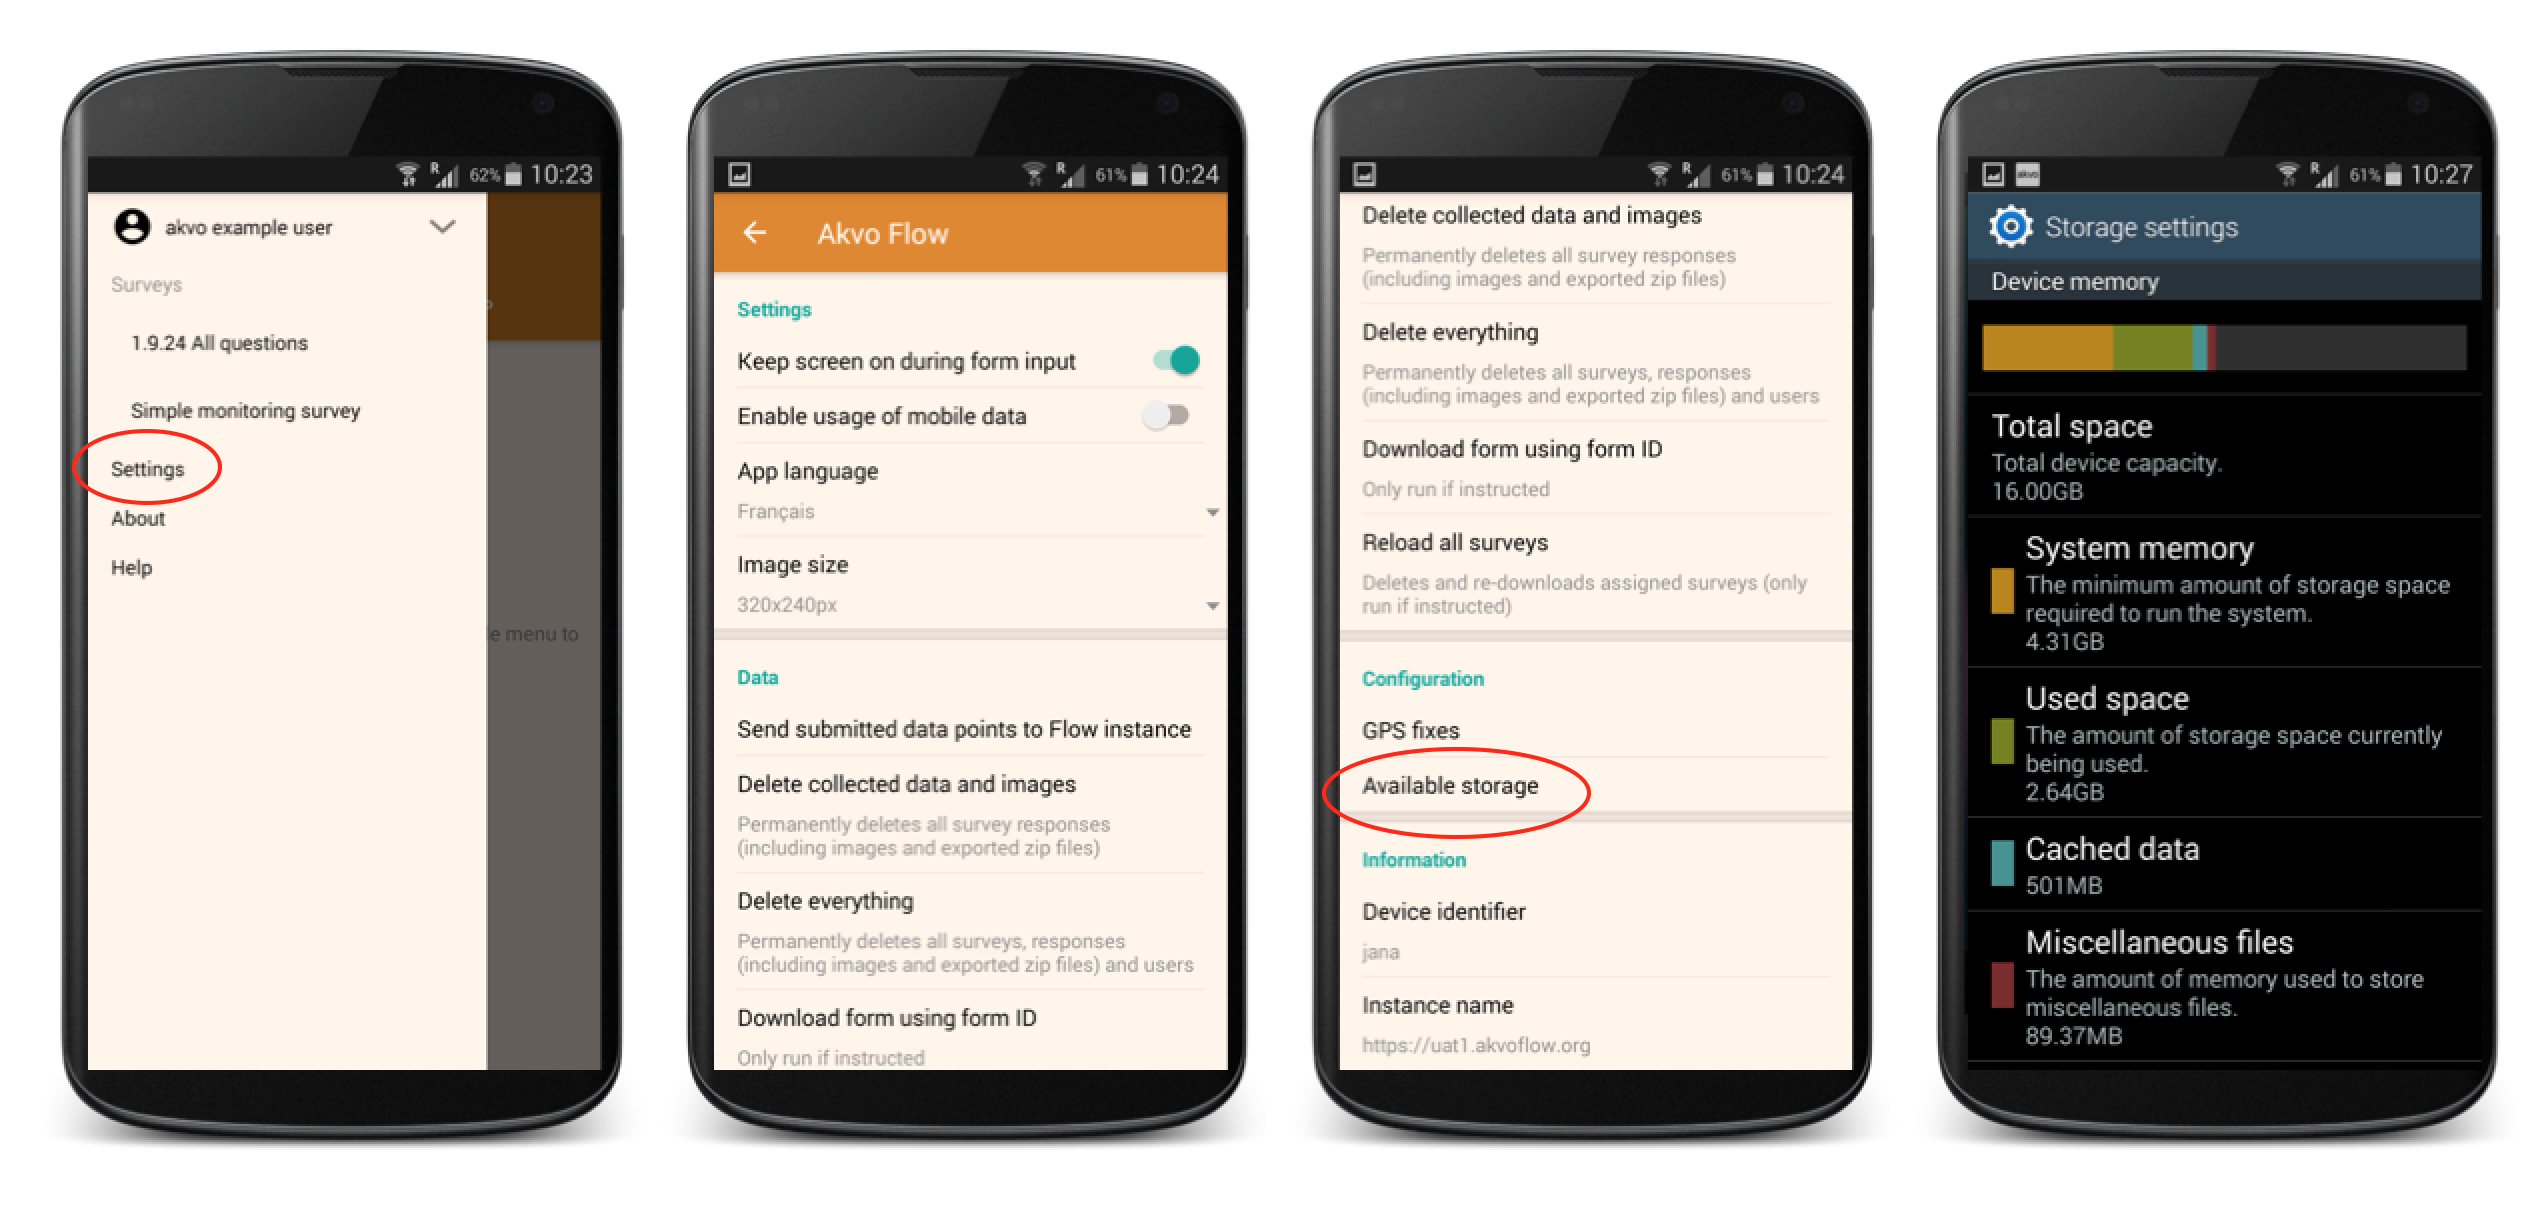 R 62% 10:23
akvo example user
Surveys
1.9.24 All questions
Simple monitoring survey
Settings
About
Help
le menu to
R 61% 10:24
Akvo Flow
Settings
Keep screen on during form input
Enable usage of mobile data
App language
Français
Image size
320x240px
Data
Send submitted data points to Flow instance
Delete collected data and images
Permanently deletes all survey responses
(including images and exported zip files)
Delete everything
Permanently deletes all surveys, responses
(including images and exported zip files) and users
Download form using form ID
Only run if instructed
R 61% 10:24
Delete collected data and images
Permanently deletes all survey responses
(including images and exported zip files)
Delete everything
Permanently deletes all surveys, responses
(including images and exported zip files) and users
Download form using form ID
Only run if instructed
Reload all surveys
Deletes and re-downloads assigned surveys (only
run if instructed)
Configuration
GPS fixes
Available storage
Information
Device identifier
jana
Instance name
https://uat1.akvoflow.org
akvo R 61% 10:27
Storage settings
Device memory
Total space
Total device capacity.
16.00GB
System memory
The minimum amount of storage space
required to run the system.
4.31GB
Used space
The amount of storage space currently
being used.
2.64GB
Cached data
501MB
Miscellaneous files
The amount of memory used to store
miscellaneous files.
89.37MB